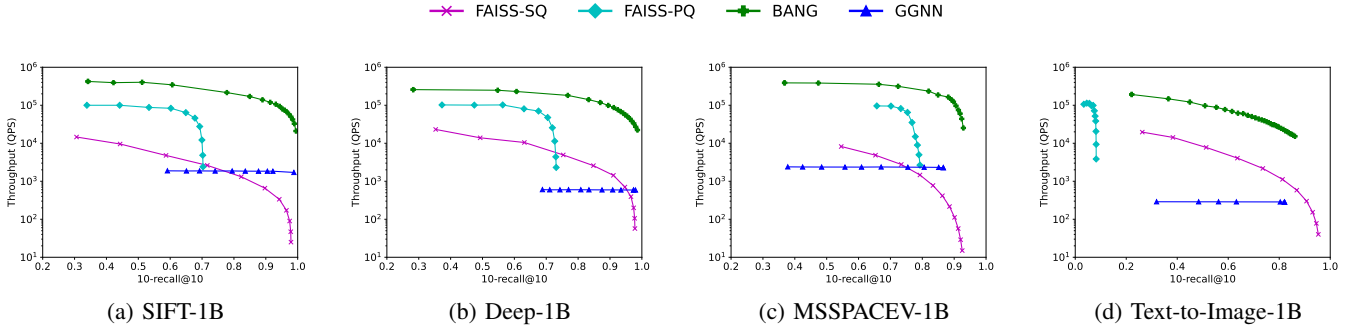 FAISS-SQ FAISS-PQ BANG GGNN
10^6
10^5
10^4
10^3
10^2
10^1
Throughput (QPS)
0.2 0.3 0.4 0.5 0.6 0.7 0.8 0.9 1.0
10-recall@10
(a) SIFT-1B
10^6
10^5
10^4
10^3
10^2
10^1
Throughput (QPS)
0.2 0.3 0.4 0.5 0.6 0.7 0.8 0.9 1.0
10-recall@10
(b) Deep-1B
10^6
10^5
10^4
10^3
10^2
10^1
Throughput (QPS)
0.2 0.3 0.4 0.5 0.6 0.7 0.8 0.9 1.0
10-recall@10
(c) MSSPACEV-1B
10^6
10^5
10^4
10^3
10^2
10^1
Throughput (QPS)
0.0 0.2 0.4 0.6 0.8 1.0
10-recall@10
(d) Text-to-Image-1B